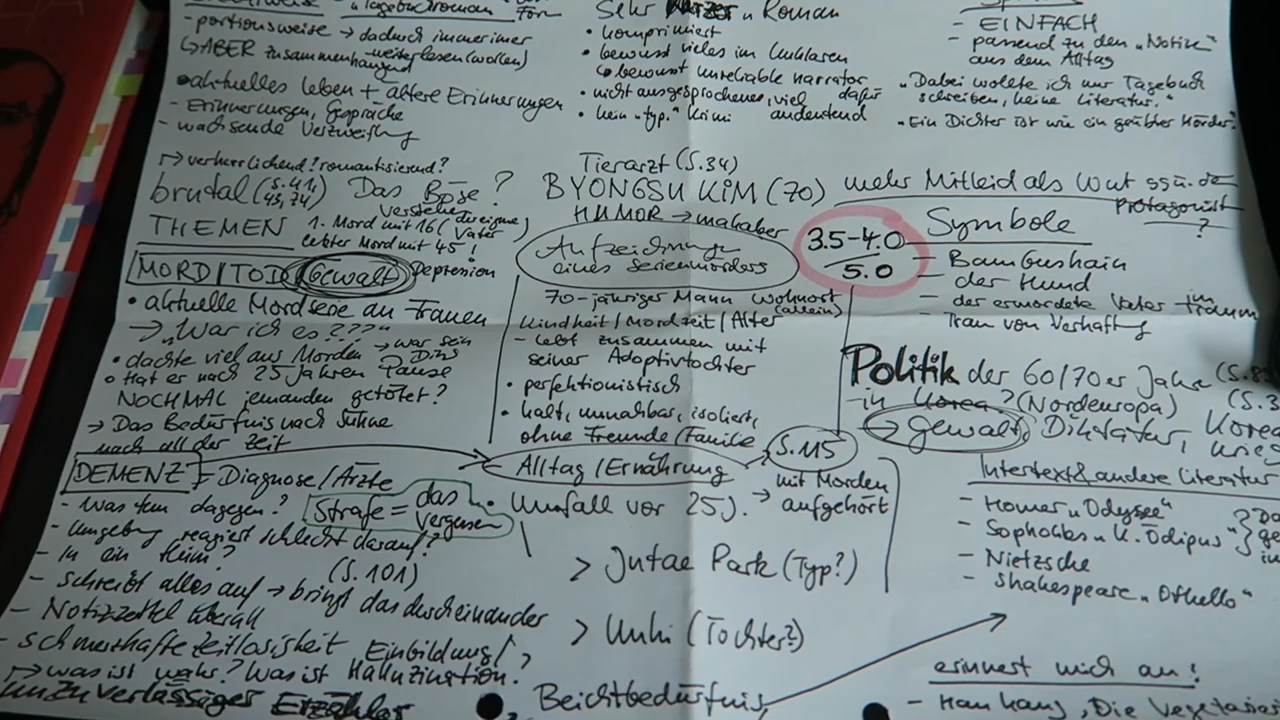 "Tagebuchroman"
- portionsweise → dadurch immer immer
↳ ABER zusammenhängend weiterlesen (wollen)
• aktuelles Leben + ältere Erinnerungen
- Erinnerungen, Gespräche
- wachsende Verzweiflung
Sehr kurzer Roman
• komprimiert
• bewusst vieles im Unklaren
↳ bewusst unreliable narrator
• nicht ausgesprochenes, viel dafür andeutend
• kein "typ." Krimi
- EINFACH
- passend zu den "Notizen"
aus dem Alltag
"Dabei wollte ich nur Tagebuch
schreiben, keine Literatur."
"Ein Dichter ist wie ein geübter Mörder"
↱ verherrlichend? romantisierend?
brutal (S. 41, 43, 74) Das Böse verstehen?
THEMEN 1. Mord mit 16 (der eigene Vater)
letzter Mord mit 45!
MORD/TOD Gewalt Depression
• aktuelle Mordserie an Frauen
→ "War ich es???"
• dachte viel ans Morden → war sein Ding
• Hat er nach 25 Jahren Pause
NOCHMAL jemanden getötet?
→ Das Bedürfnis nach Sühne
nach all der Zeit
DEMENZ - Diagnose/Ärzte
- Was tun dagegen?
Strafe = das Vergessen
- Umgebung reagiert schlecht darauf?
- In ein Heim?
(S. 101)
- schreibt alles auf → bringt das durcheinander
- Notizzettel überall
- schmerzhafte Zeitlosigkeit Einbildung/?
↱ was ist wahr? Was ist Halluzination.
unzuverlässiger Erzähler
Tierarzt (S. 34)
BYONGSU KIM (70)
HUMOR → makaber
Aufzeichnungen
eines Serienmörders
3.5-4.0
5.0
70-jähriger Mann wohnort (allein)
Kindheit/Mordzeit/Alter
- lebt zusammen mit
seiner Adoptivtochter
• perfektionistisch
• kalt, unnahbar, isoliert,
ohne Freunde/Familie
Alltag/Ernährung
S. 115
mit Morden
→ aufgehört
• Unfall vor 25J.
> Jutae Park (Typ?)
> Unhi (Tochter?)
• Beichtbedürfnis
mehr Mitleid als Wut ggü. dem
Protagonist
?
Symbole
- Bambushain
- der Hund
- der ermordete Vater im Traum
- Traum von Verhaftung
Politik der 60/70er Jahre
- in Korea? (Nordeuropa)
→ Gewalt, Diktatur, Korea
Intertext & andere Literatur
- Homer "Odysee"
- Sophokles "K. Ödipus"
- Nietzsche
- Shakespeare "Othello"
erinnert mich an!
- Han Kang, Die Vegetarierin